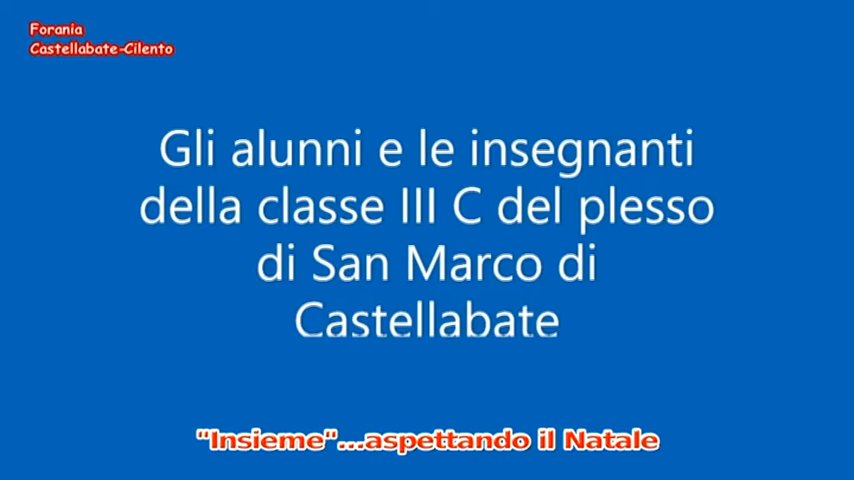 Forania
Castellabate-Cilento
Gli alunni e le insegnanti
della classe III C del plesso
di San Marco di
Castellabate
"Insieme"...aspettando il Natale